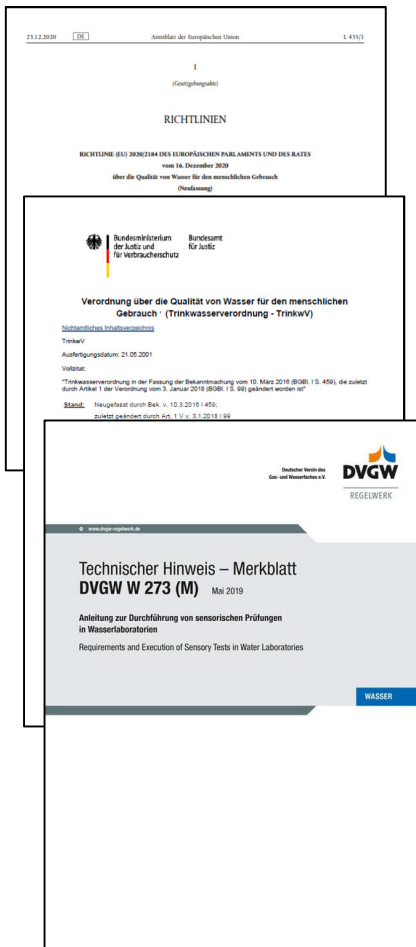 23.12.2020 DE Amtsblatt der Europäischen Union L 435/1
I
(Gesetzgebungsakte)
RICHTLINIEN
RICHTLINIE (EU) 2020/2184 DES EUROPÄISCHEN PARLAMENTS UND DES RATES
vom 16. Dezember 2020
über die Qualität von Wasser für den menschlichen Gebrauch
(Neufassung)
Bundesministerium
der Justiz und
für Verbraucherschutz
Bundesamt
für Justiz
Verordnung über die Qualität von Wasser für den menschlichen
Gebrauch (Trinkwasserverordnung - TrinkwV)
Nichtamtliches Inhaltsverzeichnis
TrinkwV
Ausfertigungsdatum: 21.05.2001
Vollzitat:
"Trinkwasserverordnung in der Fassung der Bekanntmachung vom 10. März 2016 (BGBl. I S. 459), die zuletzt
durch Artikel 1 der Verordnung vom 3. Januar 2018 (BGBl. I S. 99) geändert worden ist"
Stand: Neugefasst durch Bek. v. 10.3.2016 I 459;
zuletzt geändert durch Art. 1 V v. 3.1.2018 I 99
Deutscher Verein des
Gas- und Wasserfaches e.V.
DVGW
REGELWERK
www.dvgw-regelwerk.de
Technischer Hinweis – Merkblatt
DVGW W 273 (M) Mai 2019
Anleitung zur Durchführung von sensorischen Prüfungen
in Wasserlaboratorien
Requirements and Execution of Sensory Tests in Water Laboratories
WASSER